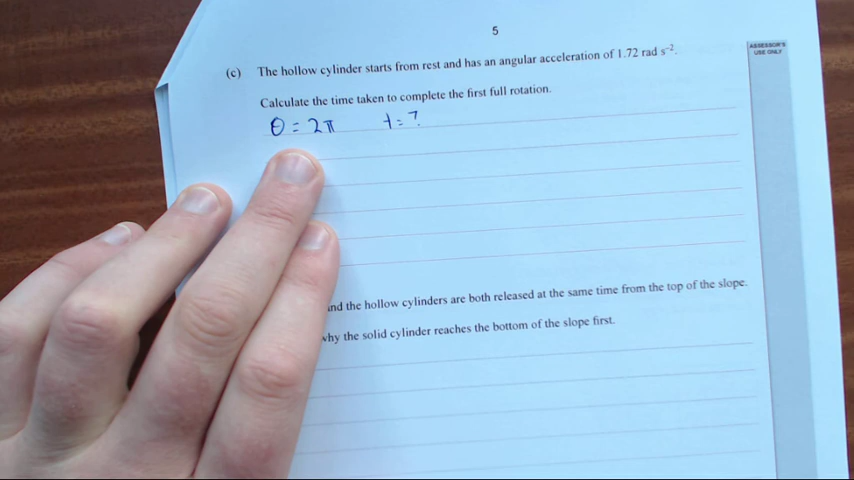 5
ASSESSOR'S
USE ONLY
(c) The hollow cylinder starts from rest and has an angular acceleration of 1.72 rad s⁻².
Calculate the time taken to complete the first full rotation.
θ = 2π t = ?
and the hollow cylinders are both released at the same time from the top of the slope.
why the solid cylinder reaches the bottom of the slope first.